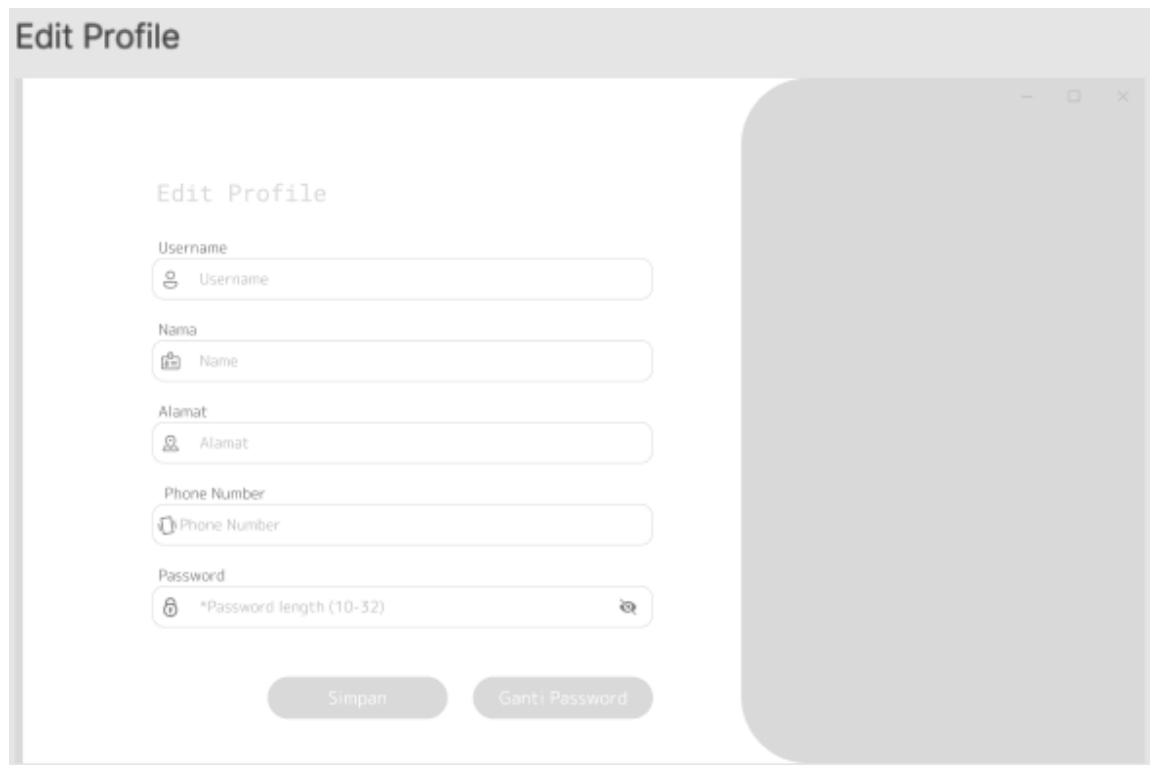 Edit Profile
Edit Profile
Username
Username
Nama
Name
Alamat
Alamat
Phone Number
Phone Number
Password
*Password length (10-32)
Simpan Ganti Password